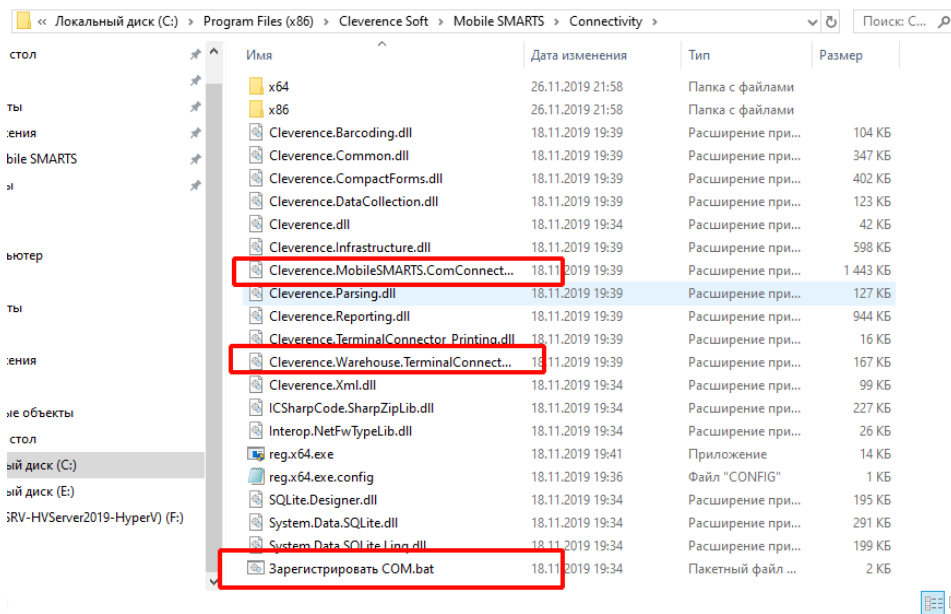 « Локальный диск (C:) › Program Files (x86) › Cleverence Soft › Mobile SMARTS › Connectivity › Поиск: C...
стол Имя Дата изменения Тип Размер
x64 26.11.2019 21:58 Папка с файлами
ты x86 26.11.2019 21:58 Папка с файлами
ения Cleverence.Barcoding.dll 18.11.2019 19:39 Расширение при... 104 КБ
bile SMARTS Cleverence.Common.dll 18.11.2019 19:39 Расширение при... 347 КБ
ы Cleverence.CompactForms.dll 18.11.2019 19:39 Расширение при... 402 КБ
Cleverence.DataCollection.dll 18.11.2019 19:39 Расширение при... 123 КБ
Cleverence.dll 18.11.2019 19:34 Расширение при... 42 КБ
ьютер Cleverence.Infrastructure.dll 18.11.2019 19:39 Расширение при... 598 КБ
Cleverence.MobileSMARTS.ComConnect... 18.11.2019 19:39 Расширение при... 1 443 КБ
ты Cleverence.Parsing.dll 18.11.2019 19:39 Расширение при... 127 КБ
Cleverence.Reporting.dll 18.11.2019 19:39 Расширение при... 944 КБ
Cleverence.TerminalConnector_Printing.dll 18.11.2019 19:39 Расширение при... 16 КБ
ения Cleverence.Warehouse.TerminalConnect... 18.11.2019 19:39 Расширение при... 167 КБ
Cleverence.Xml.dll 18.11.2019 19:34 Расширение при... 99 КБ
ые объекты ICSharpCode.SharpZipLib.dll 18.11.2019 19:34 Расширение при... 227 КБ
стол Interop.NetFwTypeLib.dll 18.11.2019 19:34 Расширение при... 26 КБ
ый диск (C:) reg.x64.exe 18.11.2019 19:41 Приложение 14 КБ
ый диск (E:) reg.x64.exe.config 18.11.2019 19:36 Файл "CONFIG" 1 КБ
SRV-HVServer2019-HyperV) (F:) SQLite.Designer.dll 18.11.2019 19:34 Расширение при... 195 КБ
System.Data.SQLite.dll 18.11.2019 19:34 Расширение при... 291 КБ
System.Data.SQLite.Linq.dll 18.11.2019 19:34 Расширение при... 199 КБ
Зарегистрировать COM.bat 18.11.2019 19:34 Пакетный файл ... 2 КБ